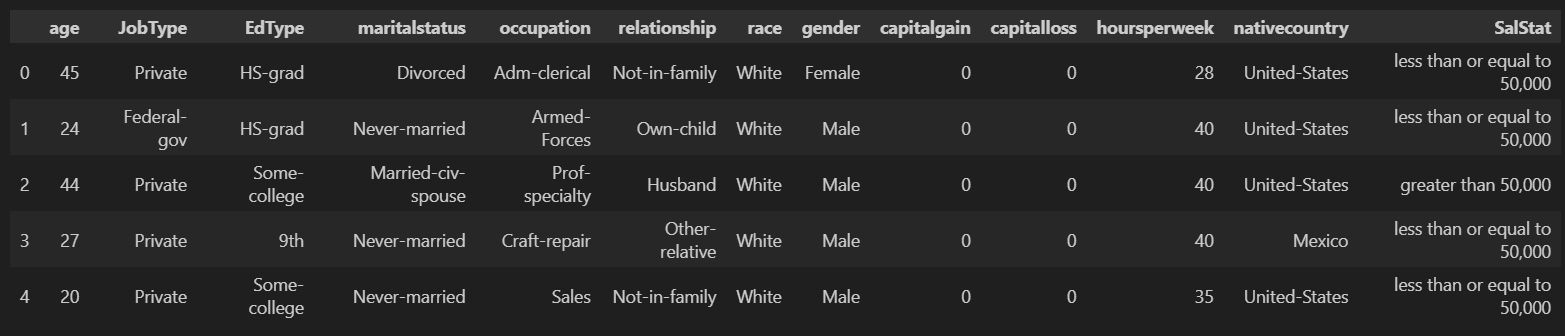 age JobType EdType maritalstatus occupation relationship race gender capitalgain capitalloss hoursperweek nativecountry SalStat
0 45 Private HS-grad Divorced Adm-clerical Not-in-family White Female 0 0 28 United-States less than or equal to
50,000
1 24 Federal-
gov HS-grad Never-married Armed-
Forces Own-child White Male 0 0 40 United-States less than or equal to
50,000
2 44 Private Some-
college Married-civ-
spouse Prof-
specialty Husband White Male 0 0 40 United-States greater than 50,000
3 27 Private 9th Never-married Craft-repair Other-
relative White Male 0 0 40 Mexico less than or equal to
50,000
4 20 Private Some-
college Never-married Sales Not-in-family White Male 0 0 35 United-States less than or equal to
50,000